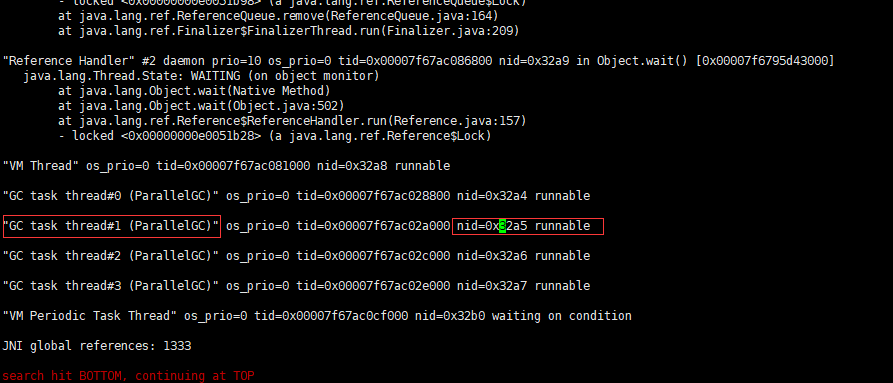 - locked <0x00000000e0051b98> (a java.lang.ref.ReferenceQueue$Lock)
at java.lang.ref.ReferenceQueue.remove(ReferenceQueue.java:164)
at java.lang.ref.Finalizer$FinalizerThread.run(Finalizer.java:209)
"Reference Handler" #2 daemon prio=10 os_prio=0 tid=0x00007f67ac086800 nid=0x32a9 in Object.wait() [0x00007f6795d43000]
java.lang.Thread.State: WAITING (on object monitor)
at java.lang.Object.wait(Native Method)
at java.lang.Object.wait(Object.java:502)
at java.lang.ref.Reference$ReferenceHandler.run(Reference.java:157)
- locked <0x00000000e0051b28> (a java.lang.ref.Reference$Lock)
"VM Thread" os_prio=0 tid=0x00007f67ac081000 nid=0x32a8 runnable
"GC task thread#0 (ParallelGC)" os_prio=0 tid=0x00007f67ac028800 nid=0x32a4 runnable
"GC task thread#1 (ParallelGC)" os_prio=0 tid=0x00007f67ac02a000 nid=0x32a5 runnable
"GC task thread#2 (ParallelGC)" os_prio=0 tid=0x00007f67ac02c000 nid=0x32a6 runnable
"GC task thread#3 (ParallelGC)" os_prio=0 tid=0x00007f67ac02e000 nid=0x32a7 runnable
"VM Periodic Task Thread" os_prio=0 tid=0x00007f67ac0cf000 nid=0x32b0 waiting on condition
JNI global references: 1333
search hit BOTTOM, continuing at TOP